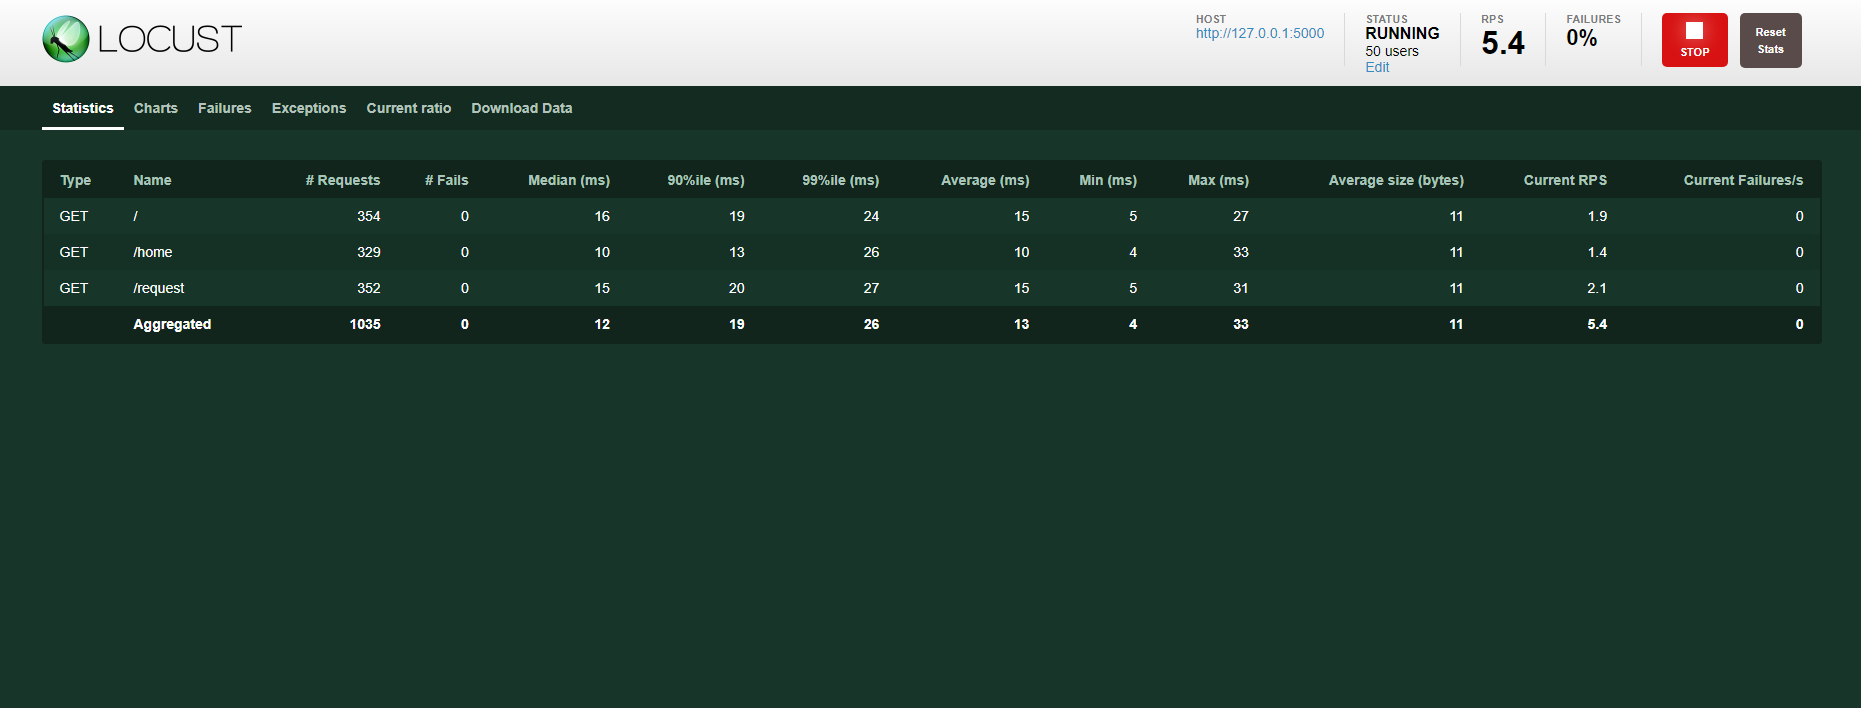 LOCUST
HOST
http://127.0.0.1:5000
STATUS
RUNNING
50 users
Edit
RPS
5.4
FAILURES
0%
STOP
Reset
Stats
Statistics Charts Failures Exceptions Current ratio Download Data
Type Name # Requests # Fails Median (ms) 90%ile (ms) 99%ile (ms) Average (ms) Min (ms) Max (ms) Average size (bytes) Current RPS Current Failures/s
GET / 354 0 16 19 24 15 5 27 11 1.9 0
GET /home 329 0 10 13 26 10 4 33 11 1.4 0
GET /request 352 0 15 20 27 15 5 31 11 2.1 0
Aggregated 1035 0 12 19 26 13 4 33 11 5.4 0